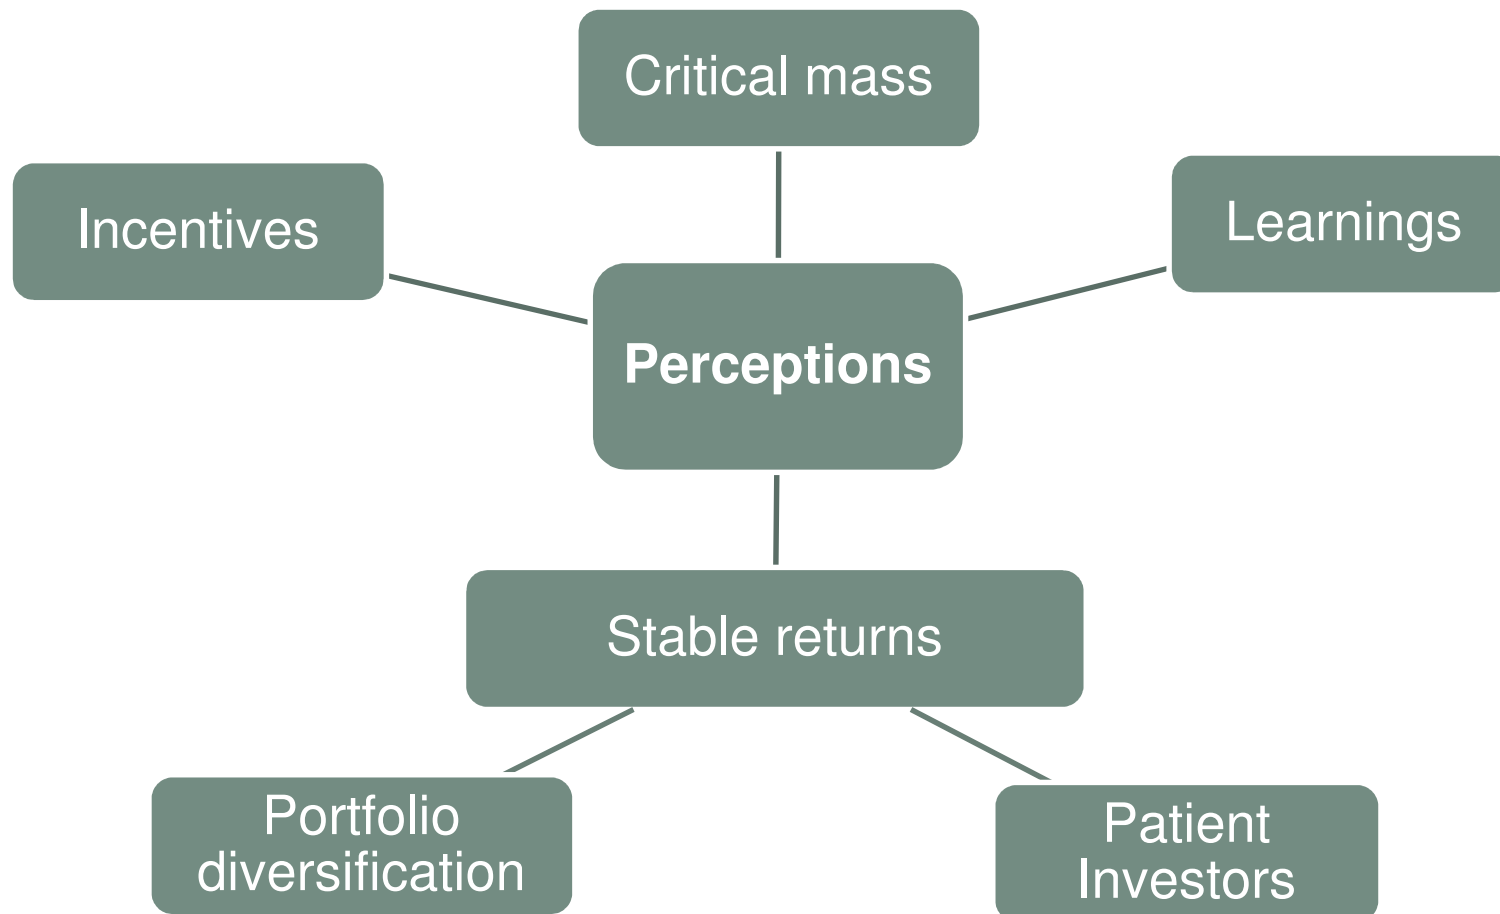 Critical mass
Incentives
Learnings
Perceptions
Stable returns
Portfolio
diversification
Patient
Investors